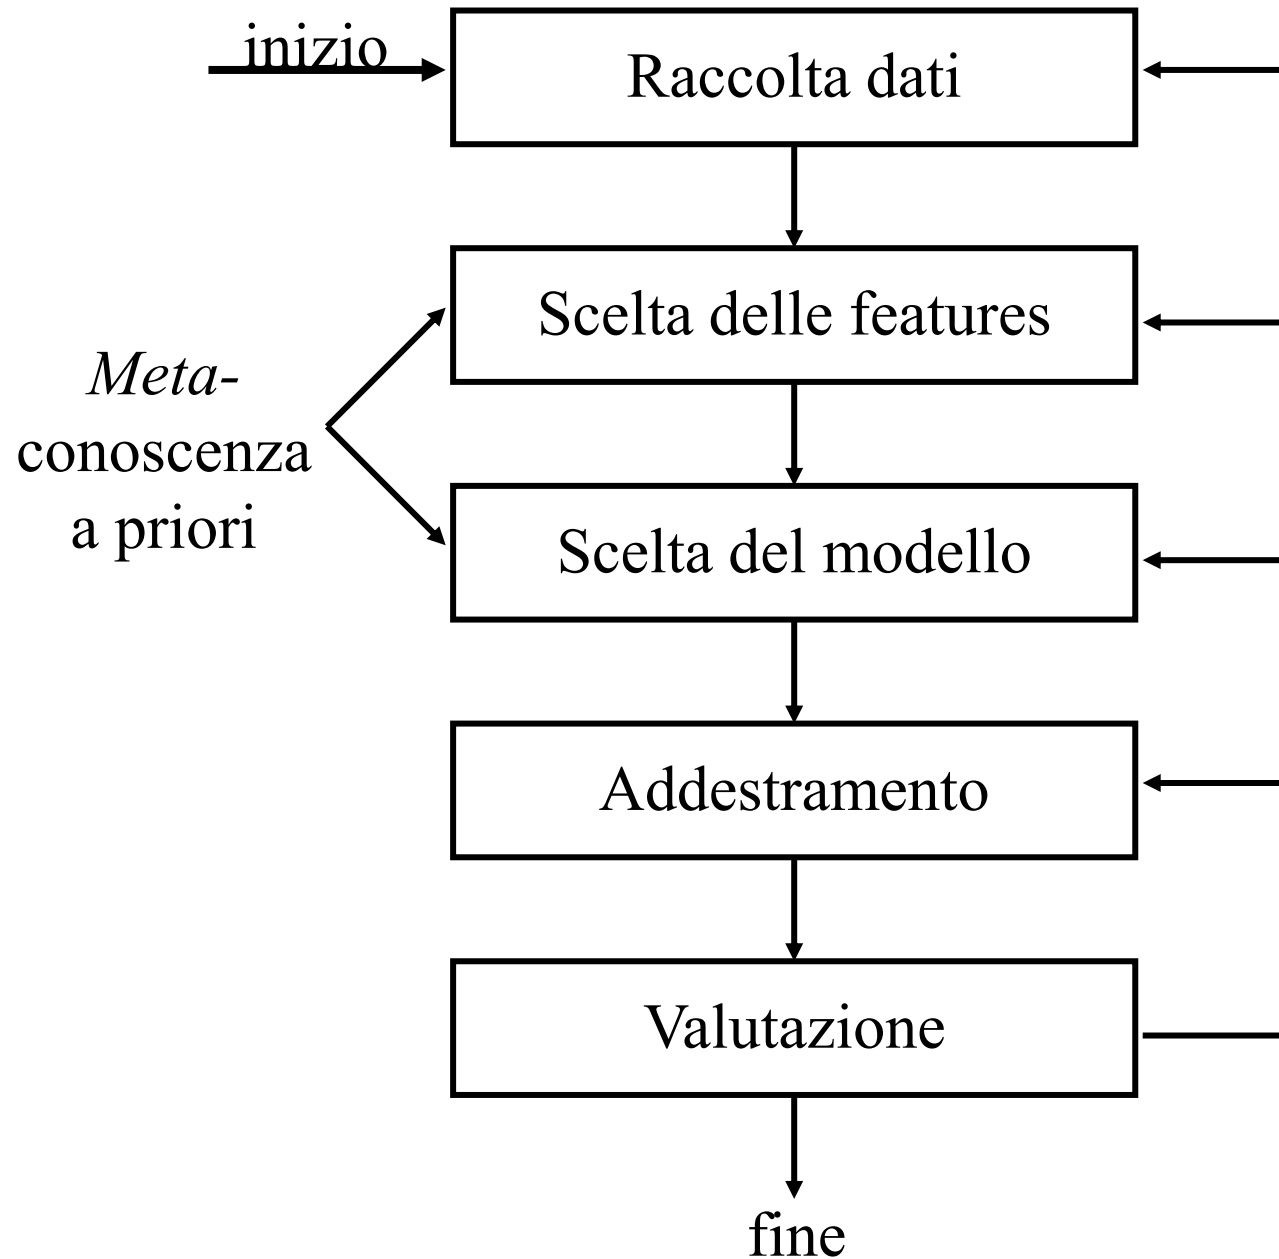 inizio
Raccolta dati
Scelta delle features
Meta-
conoscenza
a priori
Scelta del modello
Addestramento
Valutazione
fine